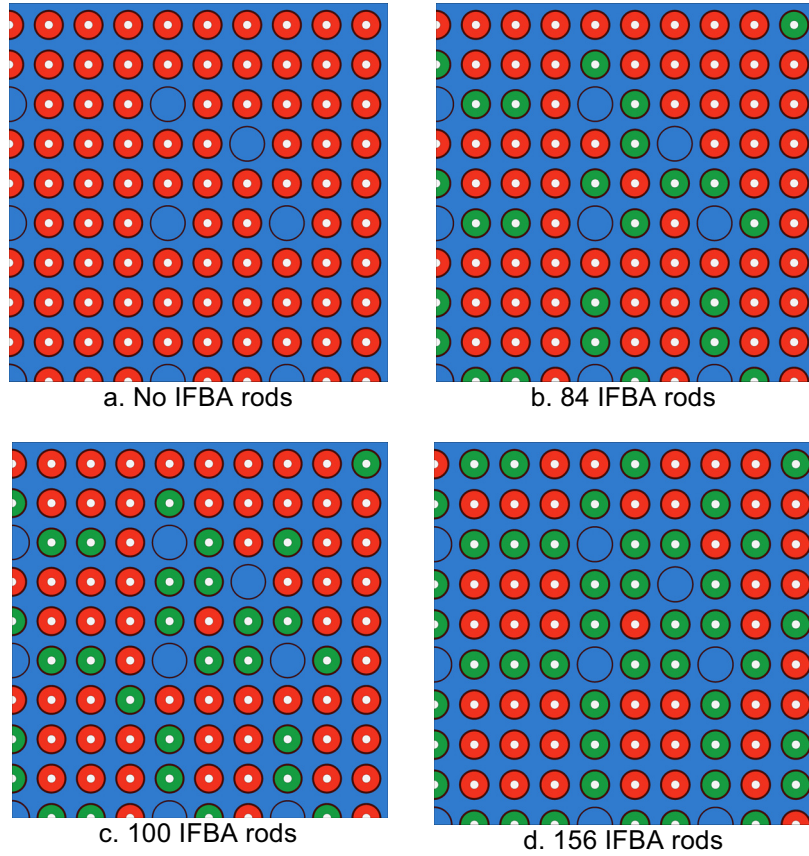 a. No IFBA rods
b. 84 IFBA rods
c. 100 IFBA rods
d. 156 IFBA rods